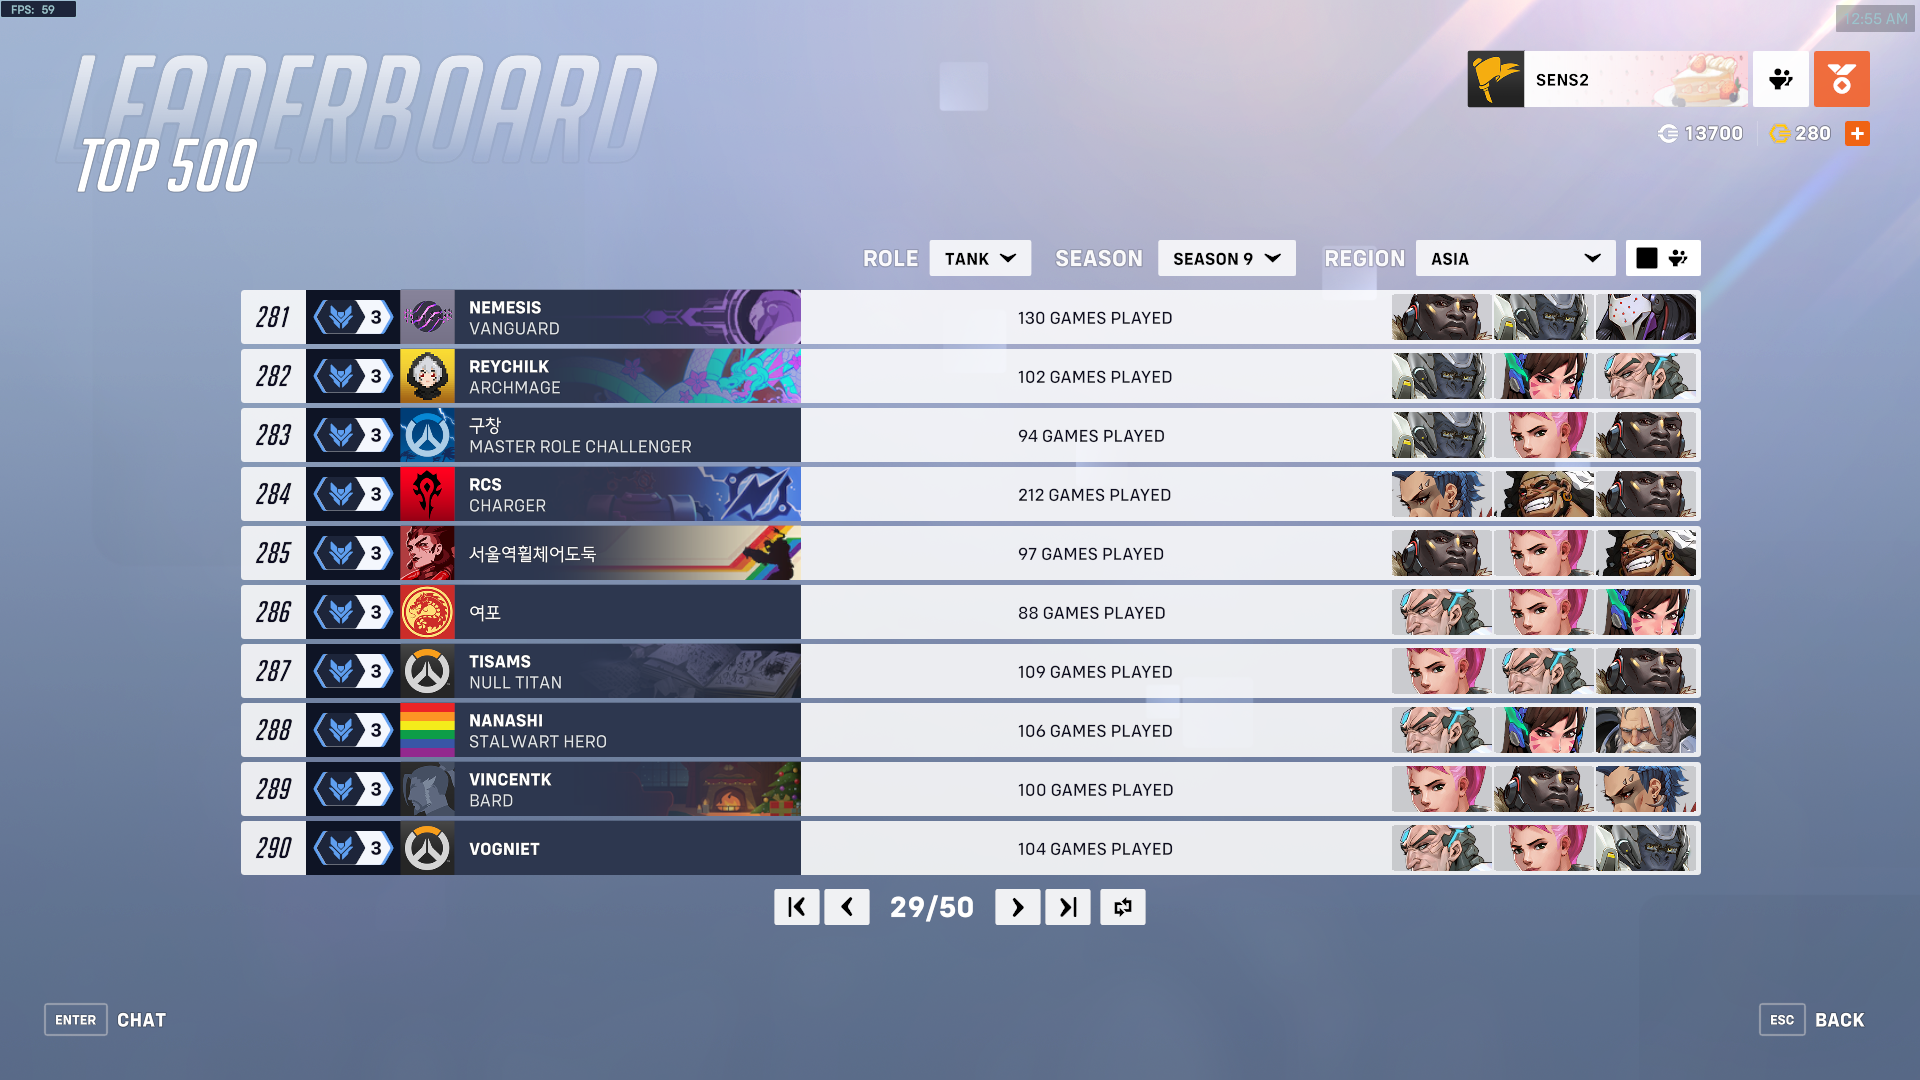 FPS: 59
12:55 AM
LEADERBOARD
TOP 500
SENS2
13700
280
ROLE
TANK
SEASON
SEASON 9
REGION
ASIA
281
3
NEMESIS
VANGUARD
130 GAMES PLAYED
282
3
REYCHILK
ARCHMAGE
102 GAMES PLAYED
283
3
구창
MASTER ROLE CHALLENGER
94 GAMES PLAYED
284
3
RCS
CHARGER
212 GAMES PLAYED
285
3
서울역휠체어도둑
97 GAMES PLAYED
286
3
여포
88 GAMES PLAYED
287
3
TISAMS
NULL TITAN
109 GAMES PLAYED
288
3
NANASHI
STALWART HERO
106 GAMES PLAYED
289
3
VINCENTK
BARD
100 GAMES PLAYED
290
3
VOGNIET
104 GAMES PLAYED
29/50
ENTER
CHAT
ESC
BACK